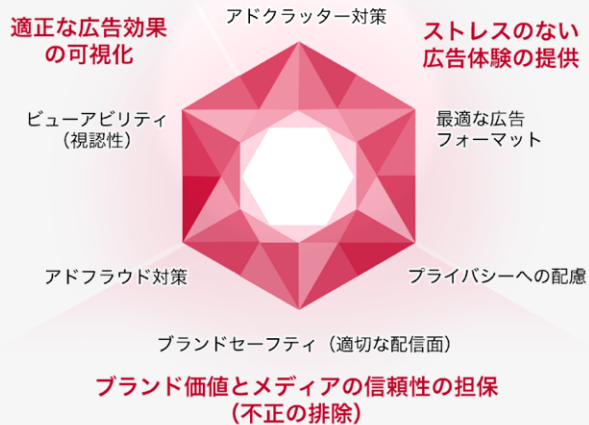 適正な広告効果
の可視化
アドクラッター対策
ストレスのない
広告体験の提供
ビューアビリティ
（視認性）
最適な広告
フォーマット
アドフラウド対策
プライバシーへの配慮
ブランドセーフティ（適切な配信面）
ブランド価値とメディアの信頼性の担保
（不正の排除）